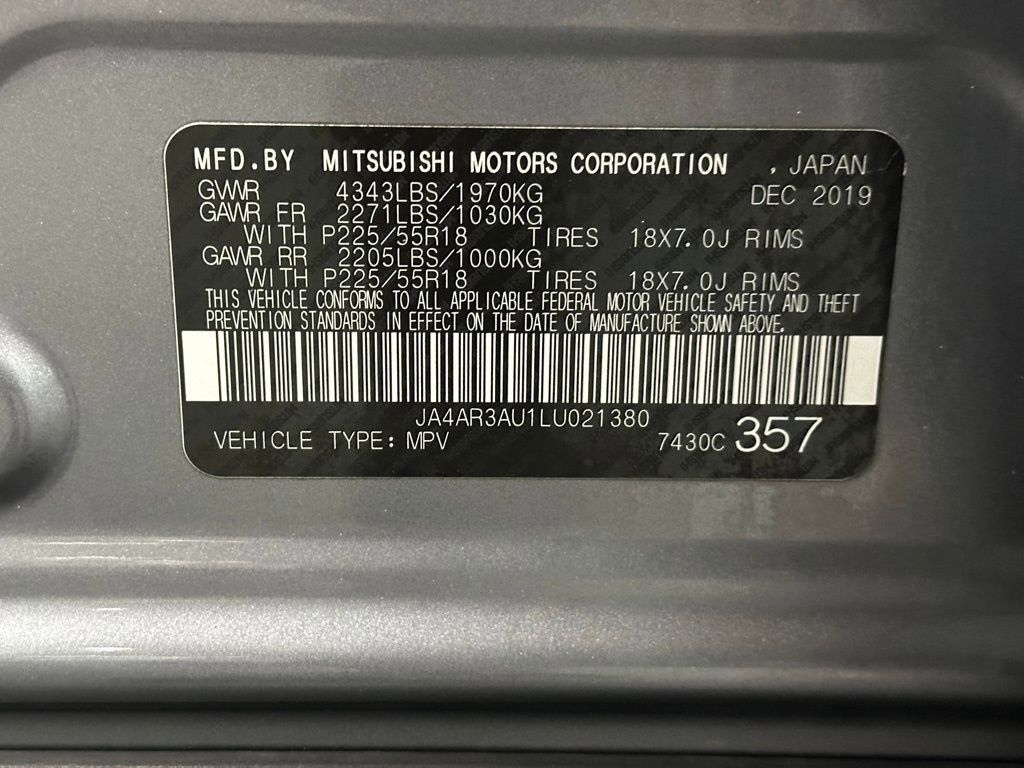 MFD.BY MITSUBISHI MOTORS CORPORATION , JAPAN
GVWR 4343LBS/1970KG DEC 2019
GAWR FR 2271LBS/1030KG
WITH P225/55R18 TIRES 18X7.0J RIMS
GAWR RR 2205LBS/1000KG
WITH P225/55R18 TIRES 18X7.0J RIMS
THIS VEHICLE CONFORMS TO ALL APPLICABLE FEDERAL MOTOR VEHICLE SAFETY AND THEFT
PREVENTION STANDARDS IN EFFECT ON THE DATE OF MANUFACTURE SHOWN ABOVE.
JA4AR3AU1LU021380
VEHICLE TYPE: MPV 7430C 357